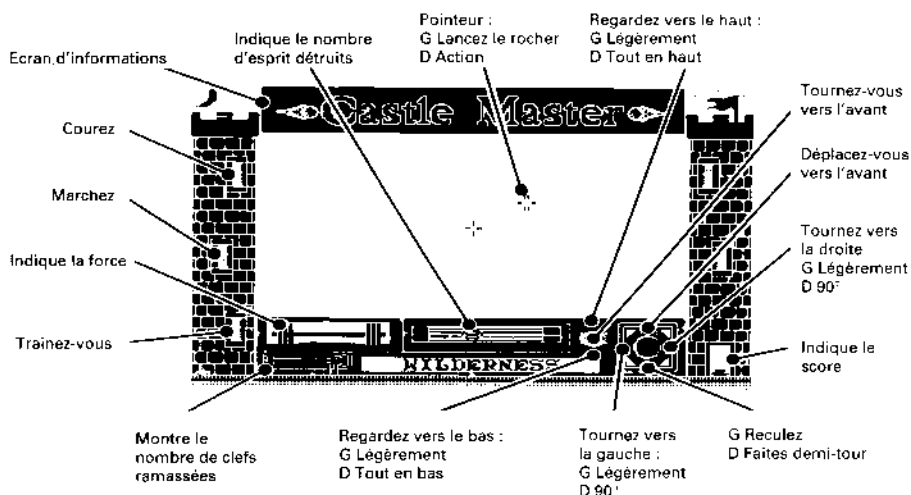 Pointeur :
G Lancez le rocher
D Action
Regardez vers le haut :
G Légèrement
D Tout en haut
Indique le nombre
d'esprit détruits
Ecran d'informations
Tournez-vous
vers l'avant
Castle Master
Courez
Déplacez-vous
vers l'avant
Marchez
Tournez vers
la droite
G Légèrement
D 90°
Indique la force
Traînez-vous
Indique le
score
WILDERNESS
Montre le
nombre de clefs
ramassées
Regardez vers le bas :
G Légèrement
D Tout en bas
Tournez vers
la gauche :
G Légèrement
D 90°
G Reculez
D Faites demi-tour